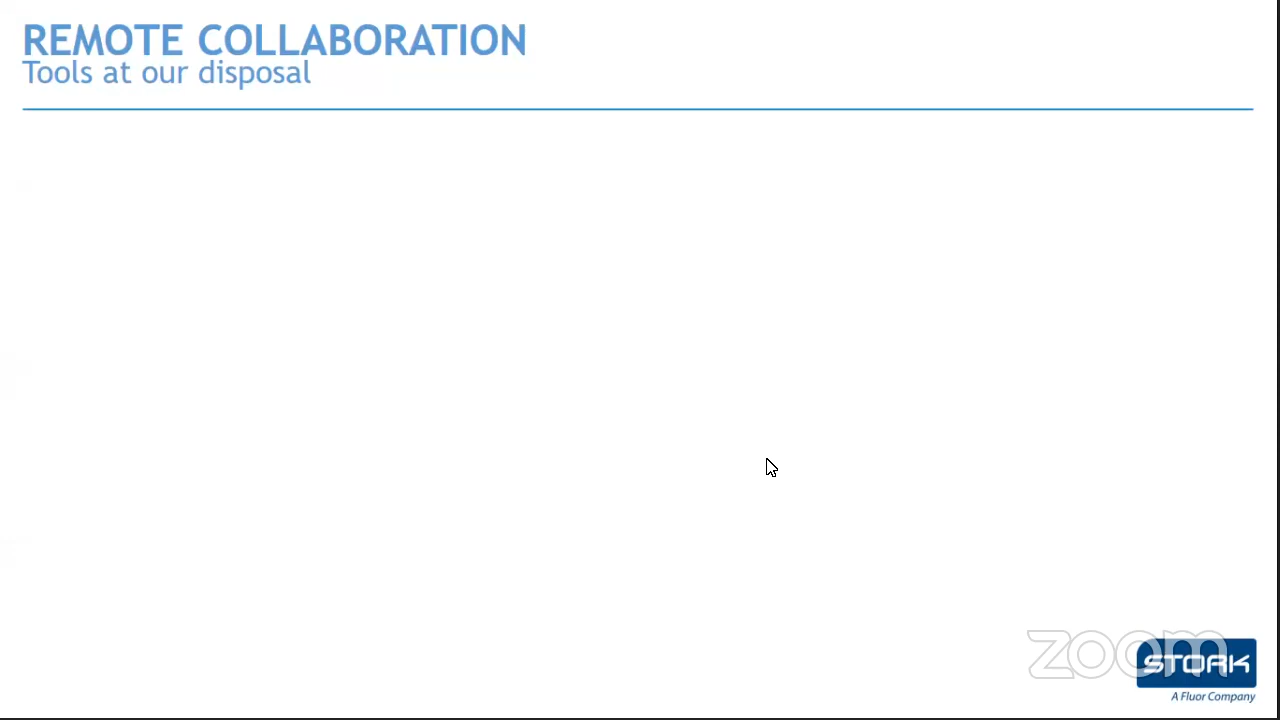 REMOTE COLLABORATION
Tools at our disposal
zoom
STORK
A Fluor Company